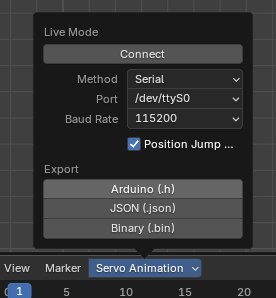 Live Mode
Connect
Method Serial
Port /dev/ttyS0
Baud Rate 115200
Position Jump ...
Export
Arduino (.h)
JSON (.json)
Binary (.bin)
View Marker Servo Animation
1 5 10 15 20